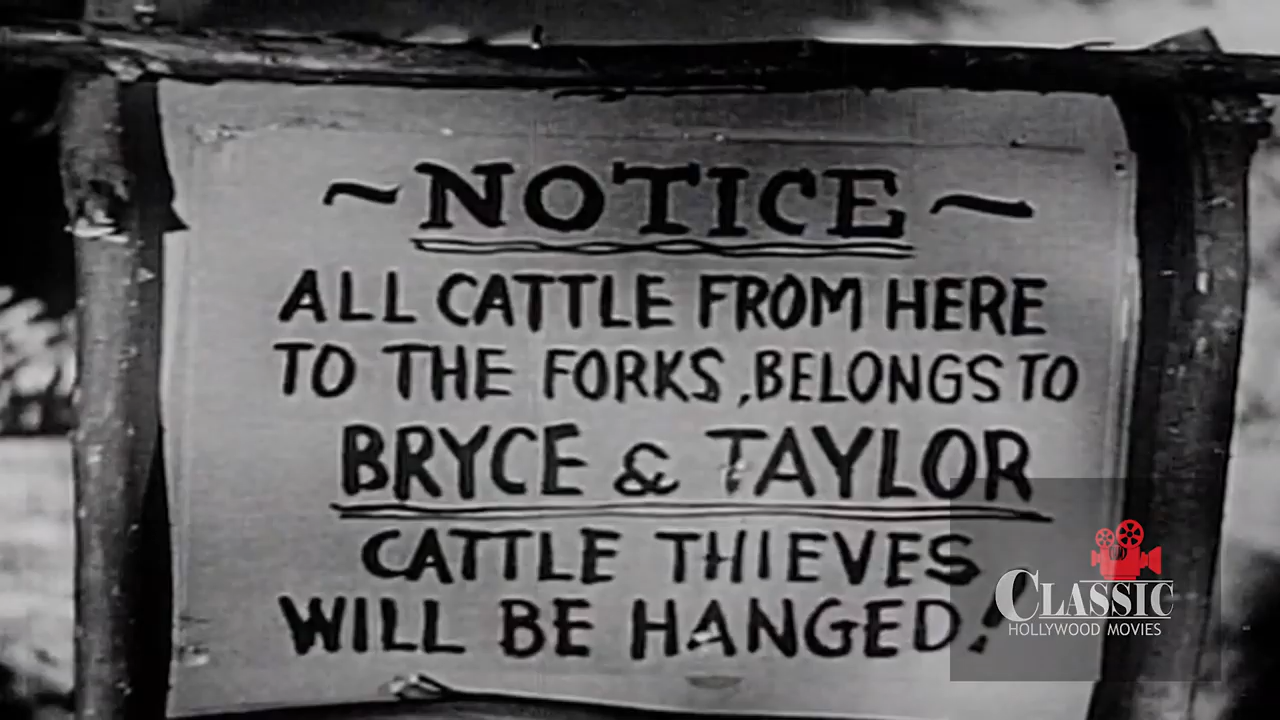 ~NOTICE~
ALL CATTLE FROM HERE
TO THE FORKS, BELONGS TO
BRYCE & TAYLOR
CATTLE THIEVES
WILL BE HANGED!
CLASSIC
HOLLYWOOD MOVIES